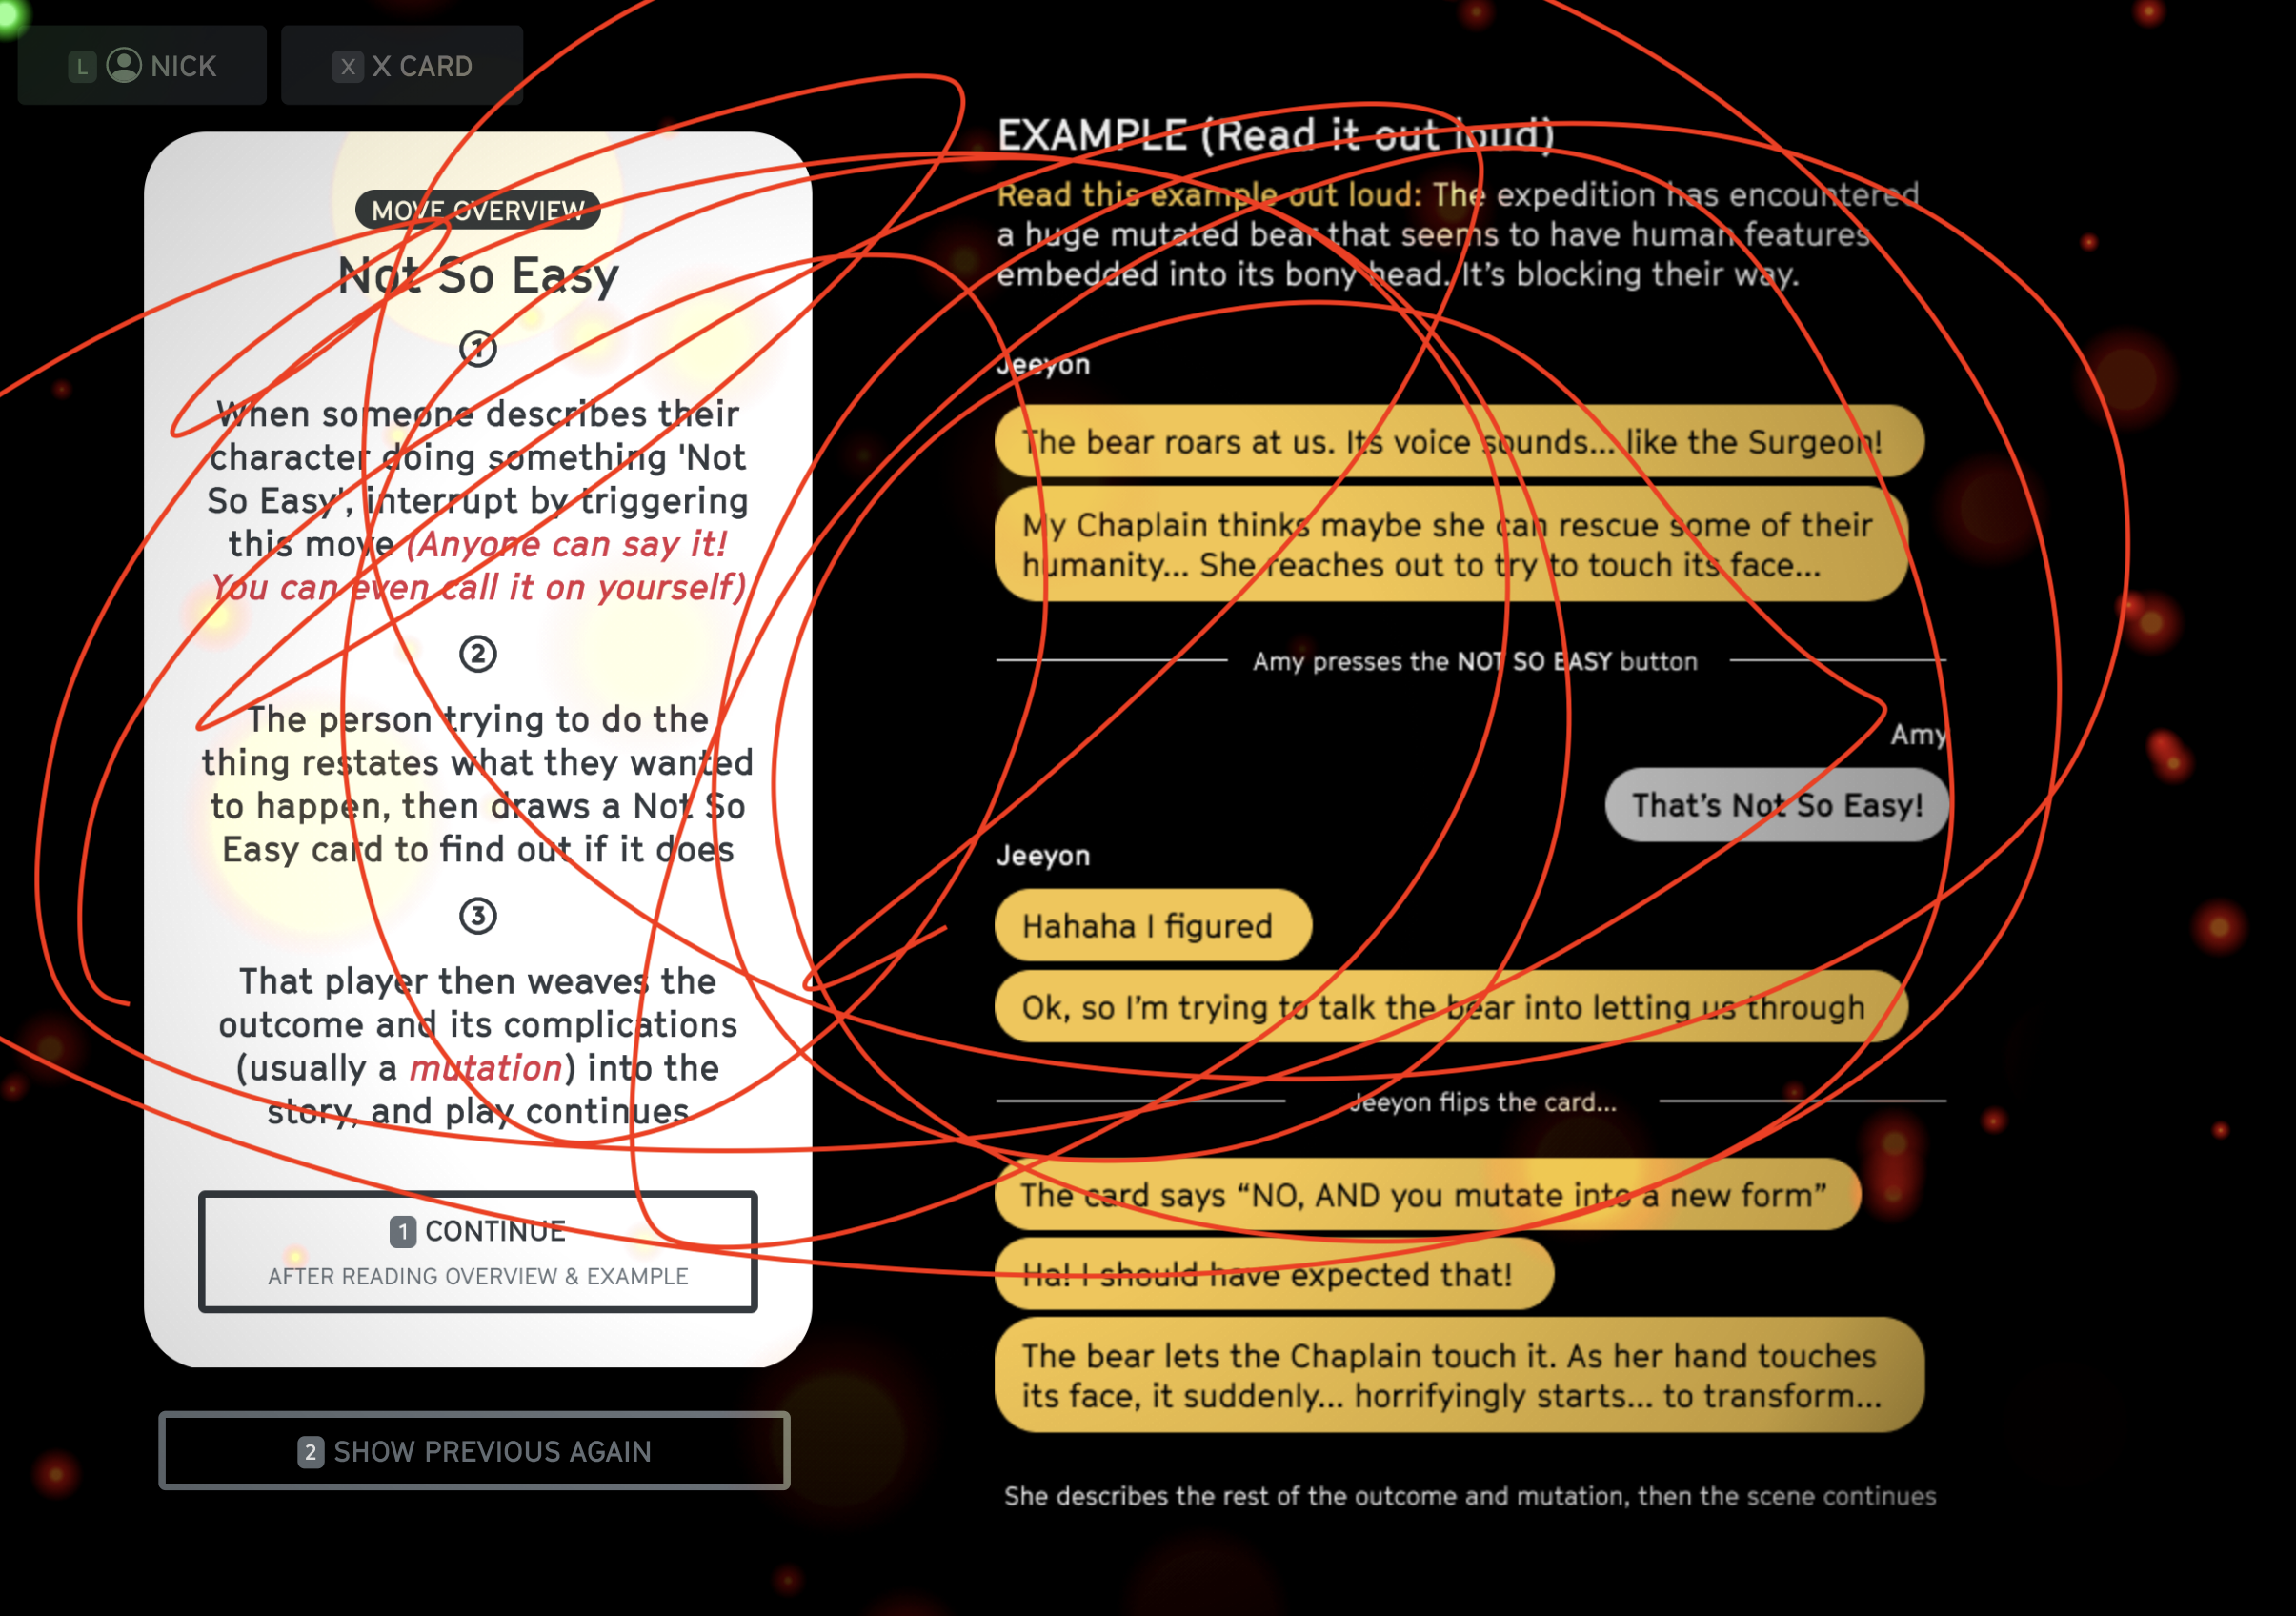 L NICK
X X CARD
MOVE OVERVIEW
Not So Easy
1
When someone describes their
character doing something 'Not
So Easy', interrupt by triggering
this move (Anyone can say it!
You can even call it on yourself)
2
The person trying to do the
thing restates what they wanted
to happen, then draws a Not So
Easy card to find out if it does
3
That player then weaves the
outcome and its complications
(usually a mutation) into the
story, and play continues
1 CONTINUE
AFTER READING OVERVIEW & EXAMPLE
2 SHOW PREVIOUS AGAIN
EXAMPLE (Read it out loud)
Read this example out loud: The expedition has encountered
a huge mutated bear that seems to have human features
embedded into its bony head. It’s blocking their way.
Jeeyon
The bear roars at us. Its voice sounds... like the Surgeon!
My Chaplain thinks maybe she can rescue some of their
humanity... She reaches out to try to touch its face...
Amy presses the NOT SO EASY button
Amy
That’s Not So Easy!
Jeeyon
Hahaha I figured
Ok, so I’m trying to talk the bear into letting us through
Jeeyon flips the card...
The card says “NO, AND you mutate into a new form”
Ha! I should have expected that!
The bear lets the Chaplain touch it. As her hand touches
its face, it suddenly... horrifyingly starts... to transform...
She describes the rest of the outcome and mutation, then the scene continues